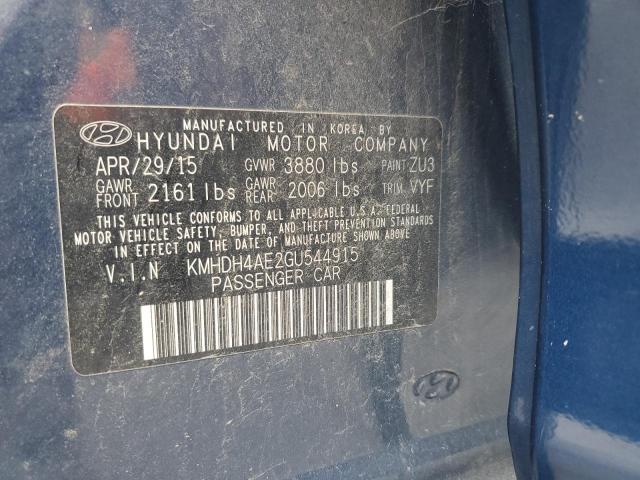 MANUFACTURED IN KOREA BY
HYUNDAI MOTOR COMPANY
APR/29/15 GVWR 3880 lbs PAINT ZU3
GAWR FRONT 2161 lbs GAWR REAR 2006 lbs TRIM VYF
THIS VEHICLE CONFORMS TO ALL APPLICABLE U.S.A. FEDERAL
MOTOR VEHICLE SAFETY, BUMPER, AND THEFT PREVENTION STANDARDS
IN EFFECT ON THE DATE OF MANUFACTURE SHOWN ABOVE.
V.I.N KMHDH4AE2GU544915
PASSENGER CAR